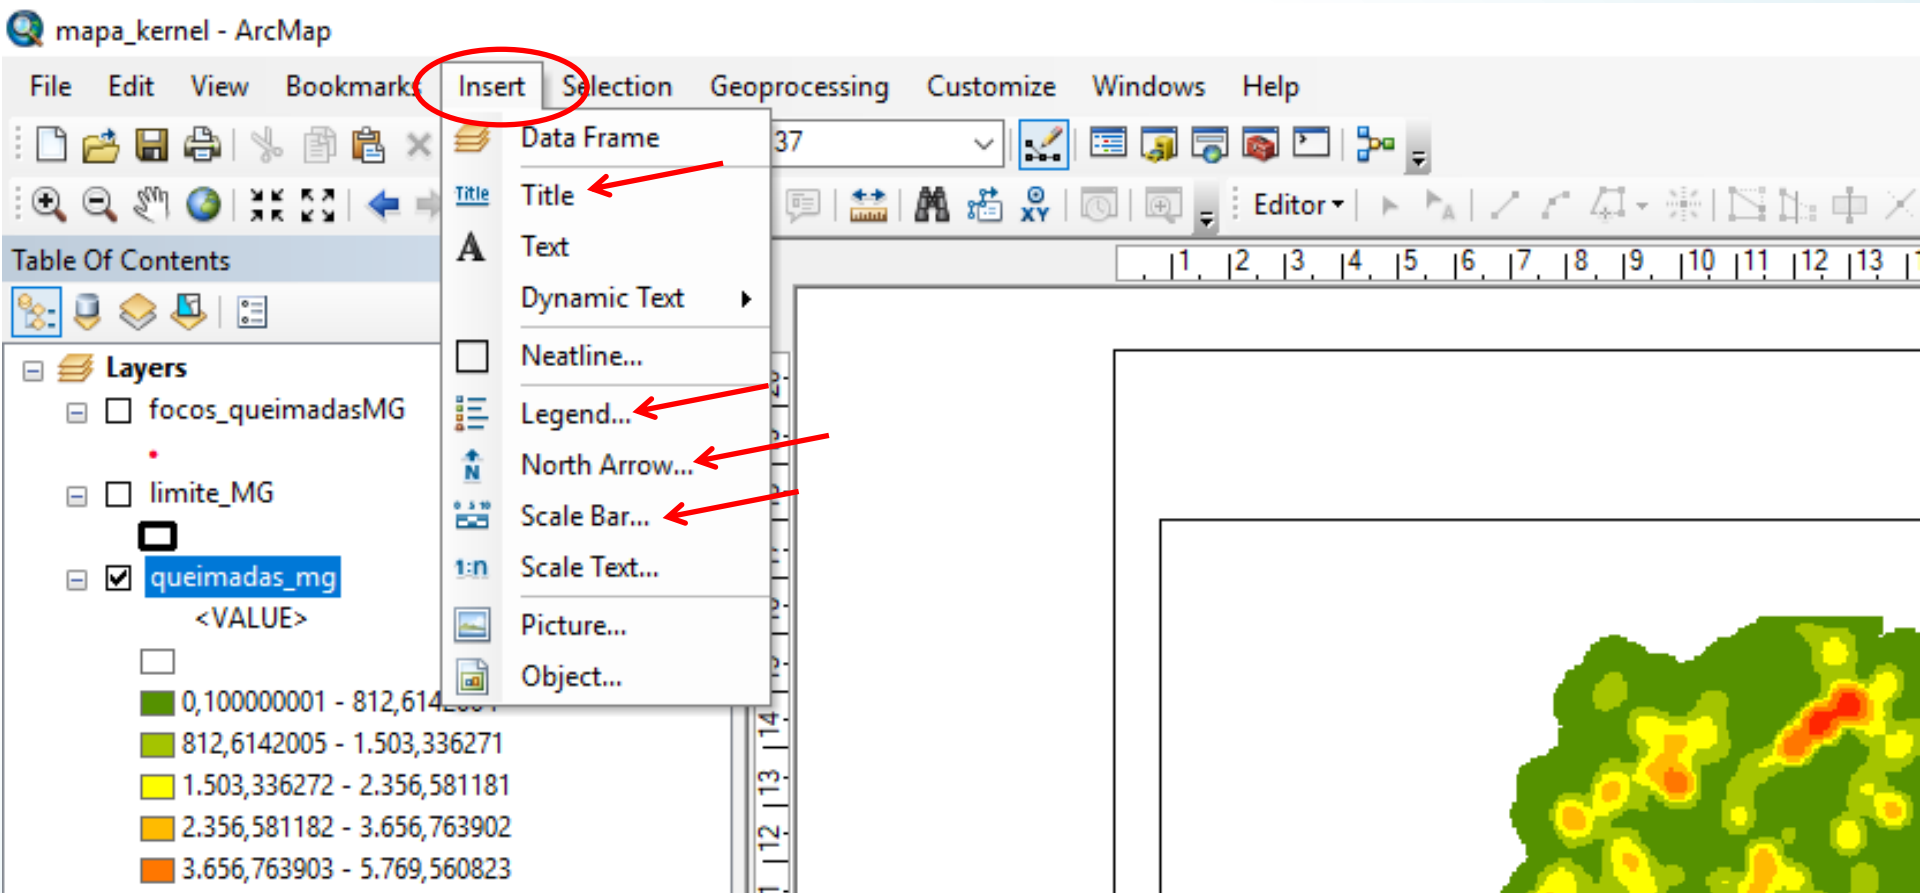 mapa_kernel - ArcMap
File Edit View Bookmarks Insert Selection Geoprocessing Customize Windows Help
Data Frame
37
Title Title
XY
Editor
A Text
Table Of Contents
1 2 3 4 5 6 7 8 9 10 11 12 13
Dynamic Text
Neatline...
Layers
focos_queimadasMG
Legend...
N North Arrow...
limite_MG
0 5 10 Scale Bar...
1:n Scale Text...
queimadas_mg
<VALUE>
Picture...
Object...
0,100000001 - 812,614
14
812,6142005 - 1.503,336271
1.503,336272 - 2.356,581181
13
2.356,581182 - 3.656,763902
12
3.656,763903 - 5.769,560823